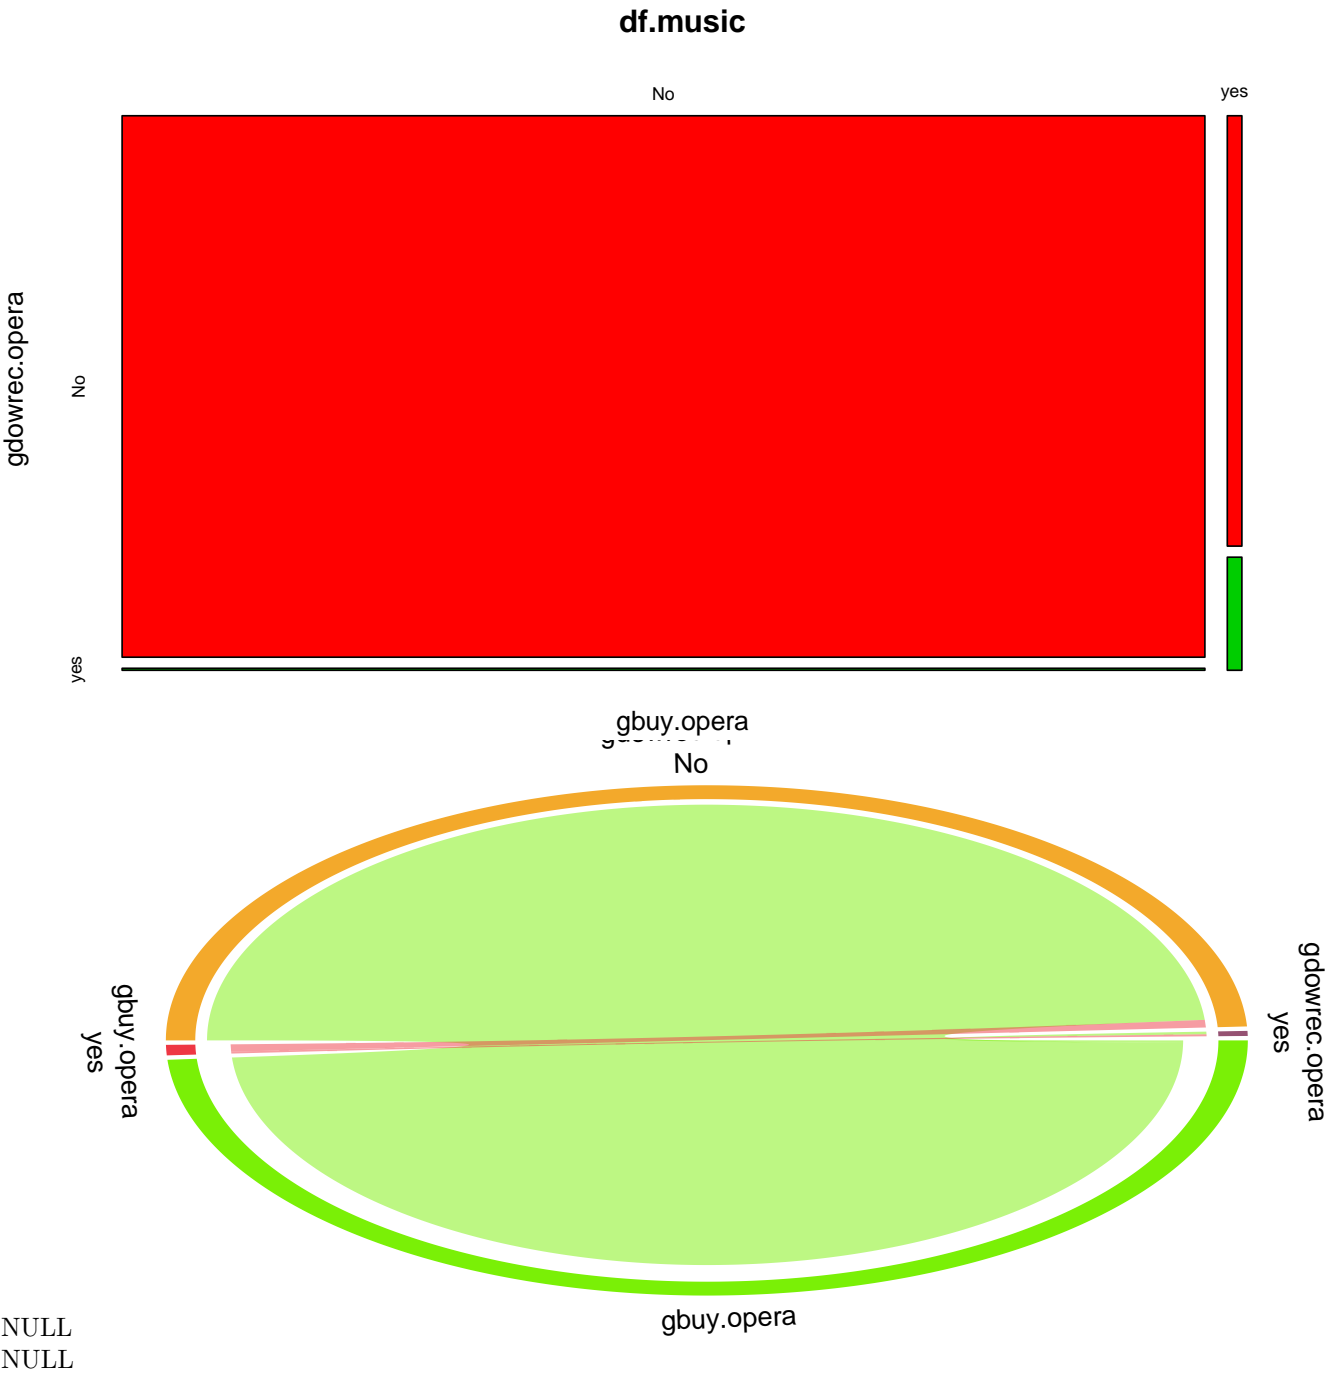 df.music
No
yes
gdowrec.opera
No
yes
gbuy.opera
No
gdowrec.opera
yes
gbuy.opera
yes
gbuy.opera
NULL
NULL